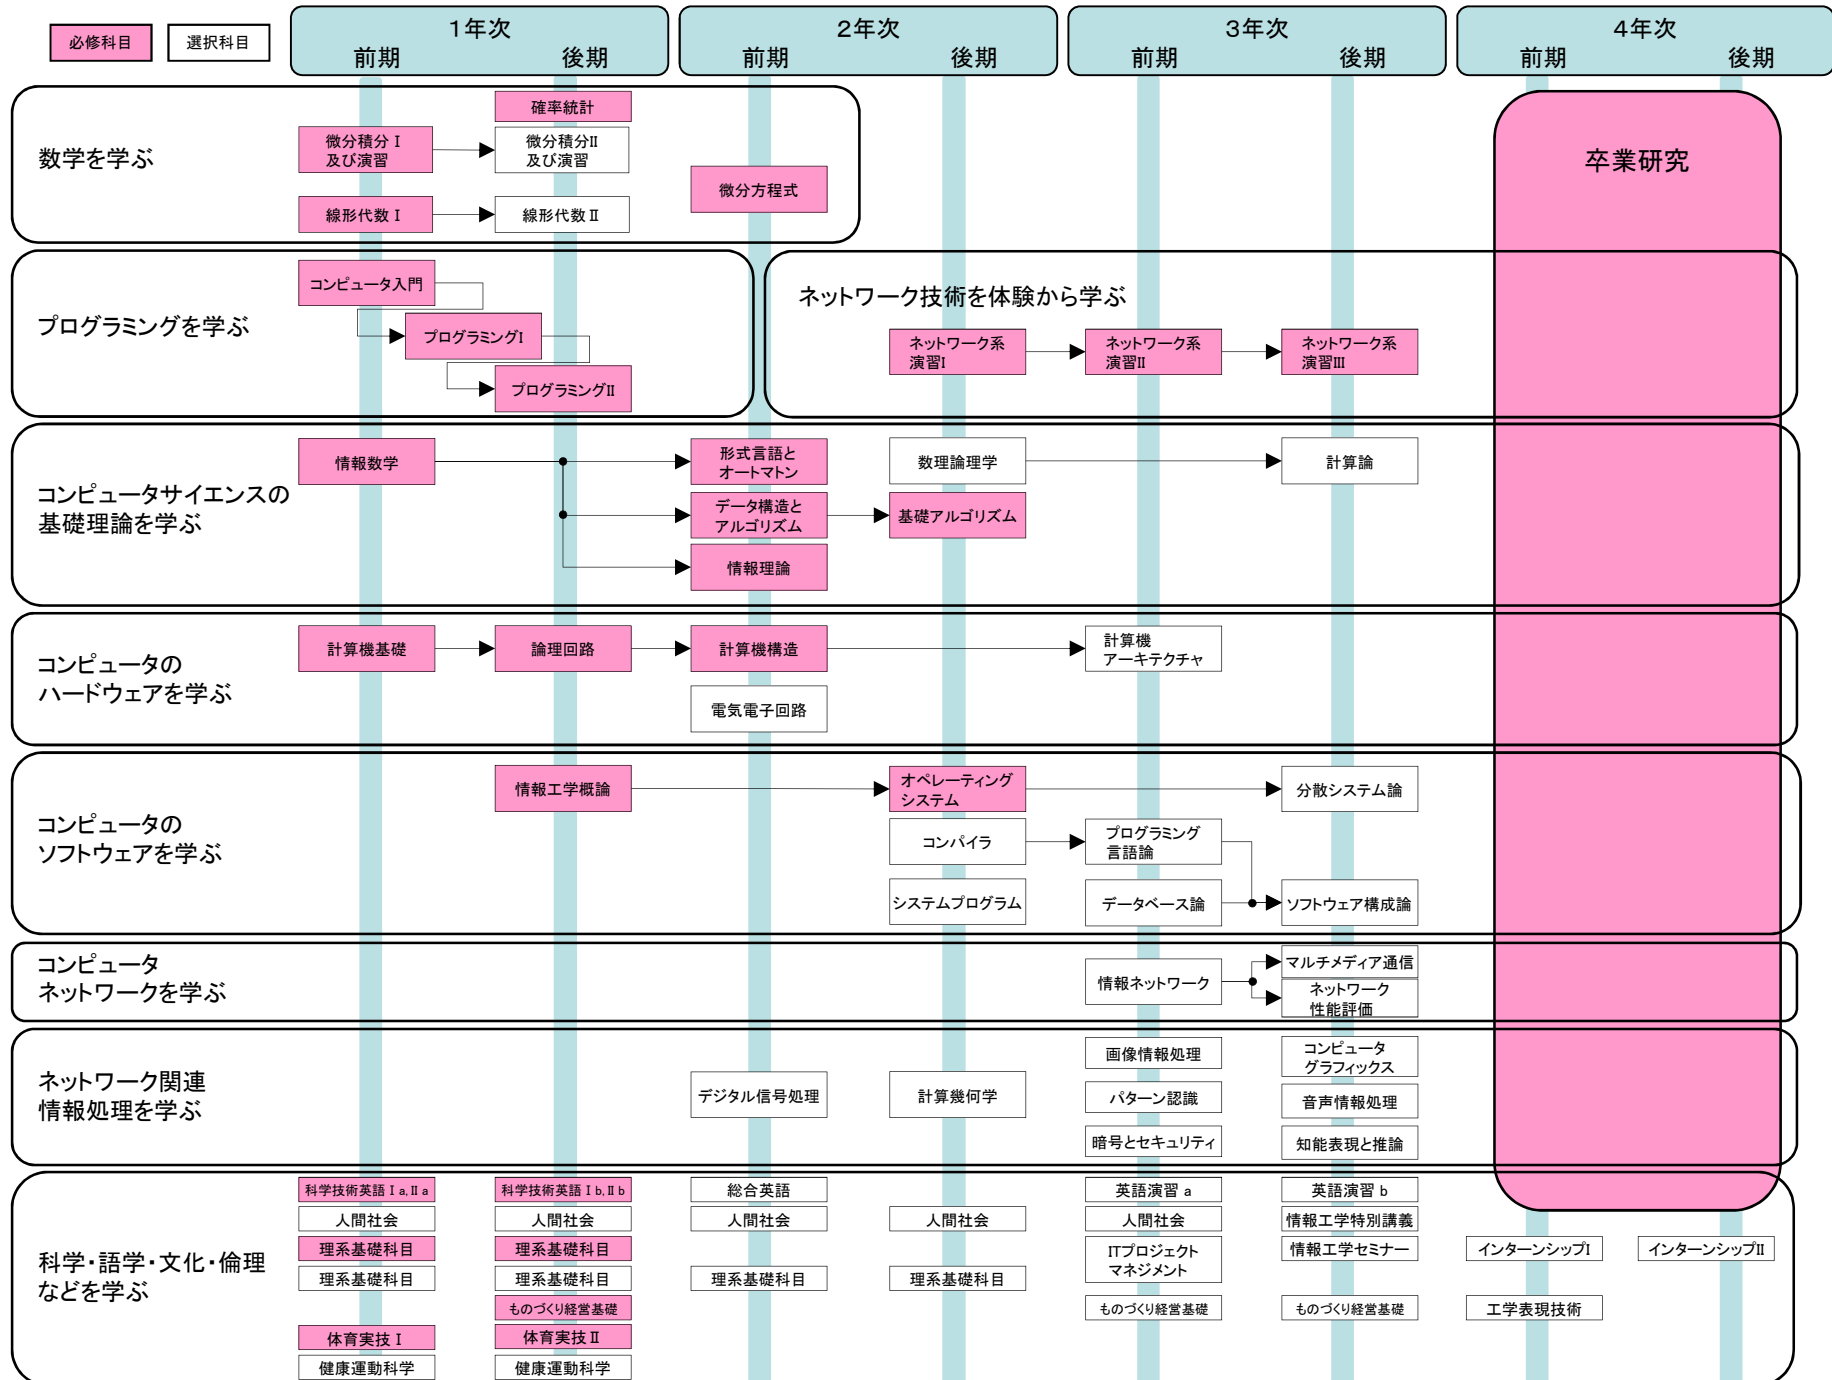 必修科目
選択科目
1年次
前期
後期
2年次
前期
後期
3年次
前期
後期
4年次
前期
後期
数学を学ぶ
確率統計
微分積分Ⅰ
及び演習
微分積分II
及び演習
線形代数Ⅰ
線形代数Ⅱ
微分方程式
卒業研究
プログラミングを学ぶ
コンピュータ入門
プログラミングI
プログラミングII
ネットワーク技術を体験から学ぶ
ネットワーク系
演習I
ネットワーク系
演習II
ネットワーク系
演習III
コンピュータサイエンスの
基礎理論を学ぶ
情報数学
形式言語と
オートマトン
データ構造と
アルゴリズム
情報理論
数理論理学
基礎アルゴリズム
計算論
コンピュータの
ハードウェアを学ぶ
計算機基礎
論理回路
計算機構造
電気電子回路
計算機
アーキテクチャ
コンピュータの
ソフトウェアを学ぶ
情報工学概論
オペレーティング
システム
コンパイラ
システムプログラム
プログラミング
言語論
データベース論
分散システム論
ソフトウェア構成論
コンピュータ
ネットワークを学ぶ
情報ネットワーク
マルチメディア通信
ネットワーク
性能評価
ネットワーク関連
情報処理を学ぶ
デジタル信号処理
計算幾何学
画像情報処理
パターン認識
暗号とセキュリティ
コンピュータ
グラフィックス
音声情報処理
知能表現と推論
科学・語学・文化・倫理
などを学ぶ
科学技術英語Ⅰa,Ⅱa
人間社会
理系基礎科目
理系基礎科目
体育実技Ⅰ
健康運動科学
科学技術英語Ⅰb,Ⅱb
人間社会
理系基礎科目
理系基礎科目
ものづくり経営基礎
体育実技Ⅱ
健康運動科学
総合英語
人間社会
理系基礎科目
人間社会
理系基礎科目
英語演習 a
人間社会
ITプロジェクト
マネジメント
ものづくり経営基礎
英語演習 b
情報工学特別講義
情報工学セミナー
ものづくり経営基礎
インターンシップI
工学表現技術
インターンシップII